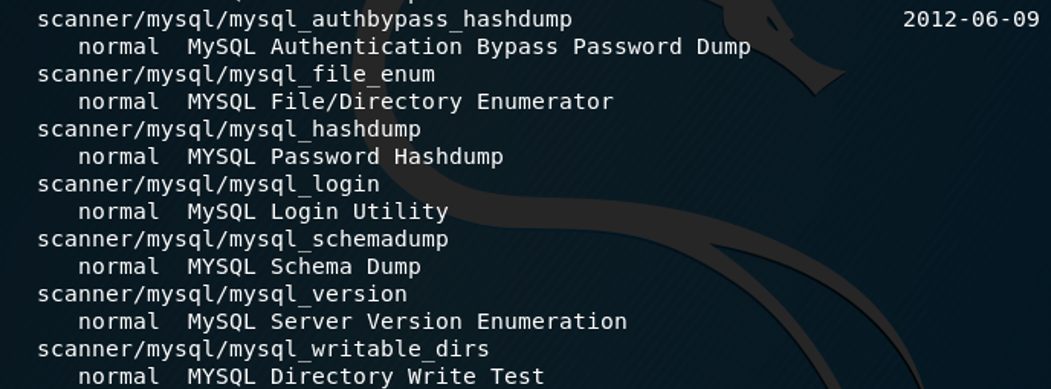 scanner/mysql/mysql_authbypass_hashdump 2012-06-09
normal MySQL Authentication Bypass Password Dump
scanner/mysql/mysql_file_enum
normal MYSQL File/Directory Enumerator
scanner/mysql/mysql_hashdump
normal MYSQL Password Hashdump
scanner/mysql/mysql_login
normal MySQL Login Utility
scanner/mysql/mysql_schemadump
normal MYSQL Schema Dump
scanner/mysql/mysql_version
normal MySQL Server Version Enumeration
scanner/mysql/mysql_writable_dirs
normal MYSQL Directory Write Test